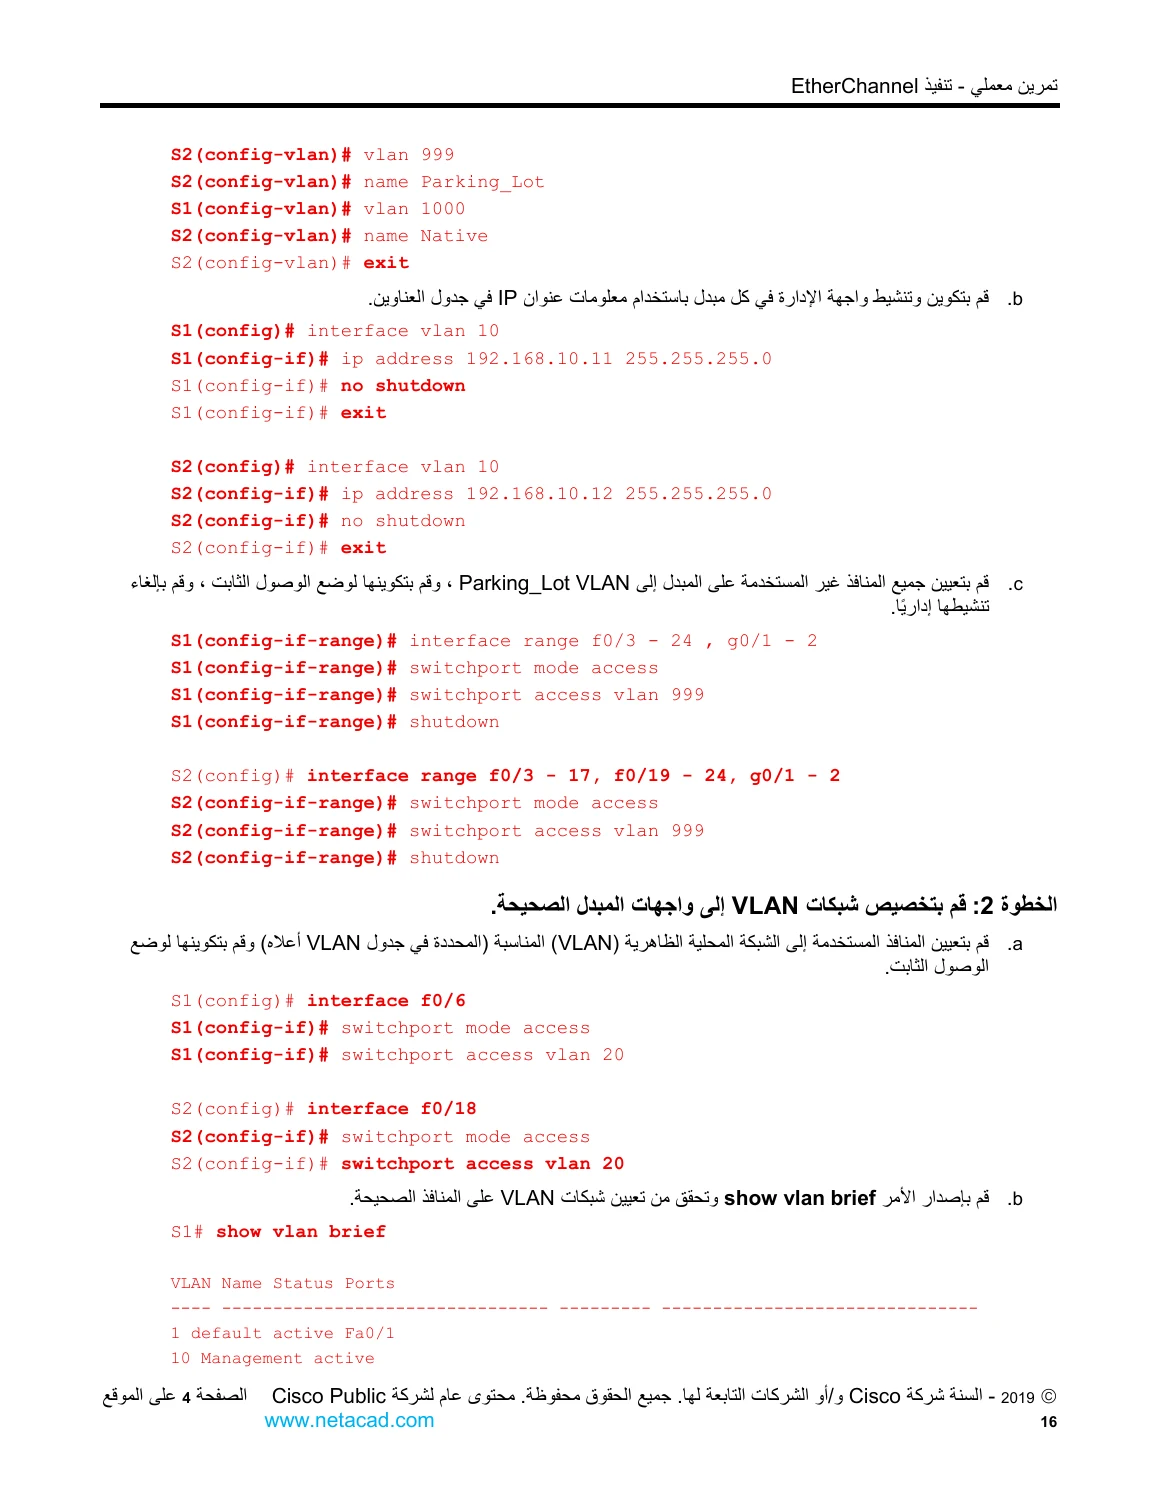 تمرين معملي - تنفيذ EtherChannel
S2(config-vlan)# vlan 999
S2(config-vlan)# name Parking_Lot
S1(config-vlan)# vlan 1000
S2(config-vlan)# name Native
S2(config-vlan)# exit
b. قم بتكوين وتنشيط واجهة الإدارة في كل مبدل باستخدام معلومات عنوان IP في جدول العناوين.
S1(config)# interface vlan 10
S1(config-if)# ip address 192.168.10.11 255.255.255.0
S1(config-if)# no shutdown
S1(config-if)# exit
S2(config)# interface vlan 10
S2(config-if)# ip address 192.168.10.12 255.255.255.0
S2(config-if)# no shutdown
S2(config-if)# exit
c. قم بتعيين جميع المنافذ غير المستخدمة على المبدل إلى Parking_Lot VLAN ، وقم بتكوينها لوضع الوصول الثابت ، وقم بإلغاء
تنشيطها إداريًا.
S1(config-if-range)# interface range f0/3 - 24 , g0/1 - 2
S1(config-if-range)# switchport mode access
S1(config-if-range)# switchport access vlan 999
S1(config-if-range)# shutdown
S2(config)# interface range f0/3 - 17, f0/19 - 24, g0/1 - 2
S2(config-if-range)# switchport mode access
S2(config-if-range)# switchport access vlan 999
S2(config-if-range)# shutdown
الخطوة 2: قم بتخصيص شبكات VLAN إلى واجهات المبدل الصحيحة.
a. قم بتعيين المنافذ المستخدمة إلى الشبكة المحلية الظاهرية (VLAN) المناسبة (المحددة في جدول VLAN أعلاه) وقم بتكوينها لوضع
الوصول الثابت.
S1(config)# interface f0/6
S1(config-if)# switchport mode access
S1(config-if)# switchport access vlan 20
S2(config)# interface f0/18
S2(config-if)# switchport mode access
S2(config-if)# switchport access vlan 20
b. قم بإصدار الأمر show vlan brief وتحقق من تعيين شبكات VLAN على المنافذ الصحيحة.
S1# show vlan brief
VLAN Name Status Ports
---- -------------------------------- --------- -------------------------------
1 default active Fa0/1
10 Management active
© 2019 - السنة شركة Cisco و/أو الشركات التابعة لها. جميع الحقوق محفوظة. محتوى عام لشركة Cisco Public الصفحة 4 على الموقع
16 www.netacad.com